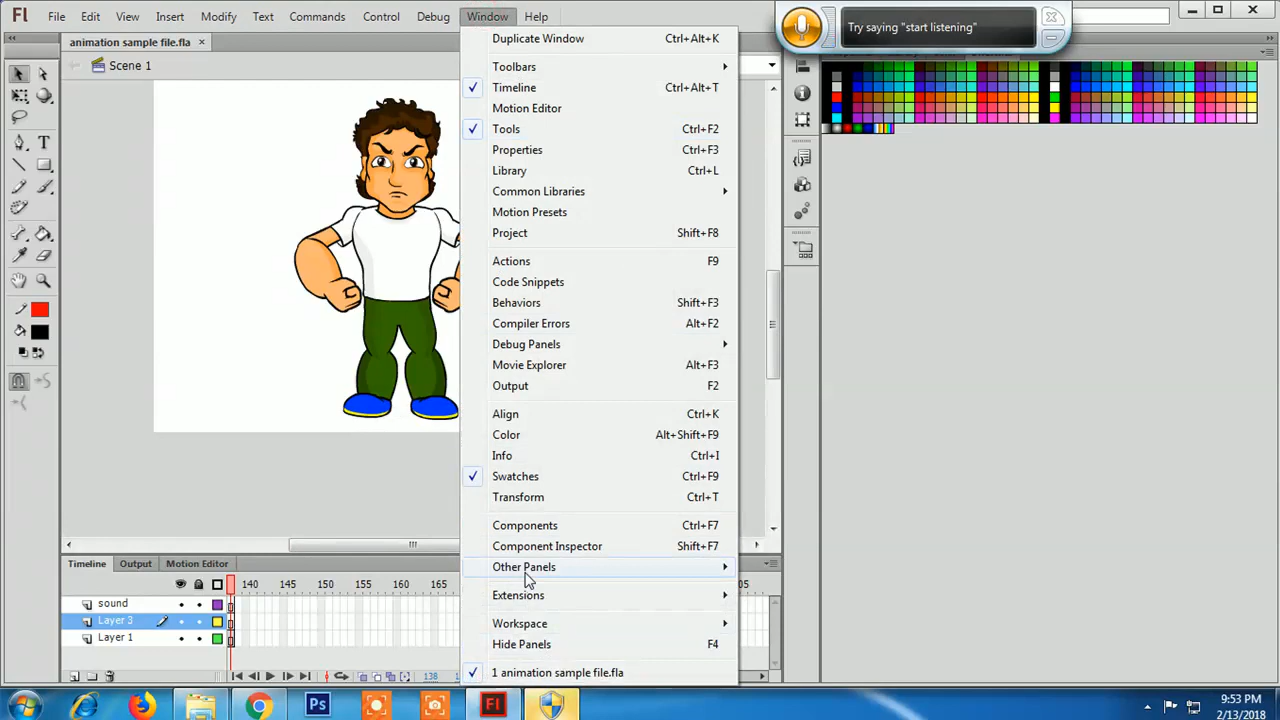 Fl File Edit View Insert Modify Text Commands Control Debug Window Help
Try saying "start listening"
animation sample file.fla
Scene 1
Duplicate Window Ctrl+Alt+K
Toolbars
Timeline Ctrl+Alt+T
Motion Editor
Tools Ctrl+F2
Properties Ctrl+F3
Library Ctrl+L
Common Libraries
Motion Presets
Project Shift+F8
Actions F9
Code Snippets
Behaviors Shift+F3
Compiler Errors Alt+F2
Debug Panels
Movie Explorer Alt+F3
Output F2
Align Ctrl+K
Color Alt+Shift+F9
Info Ctrl+I
Swatches Ctrl+F9
Transform Ctrl+T
Components Ctrl+F7
Component Inspector Shift+F7
Other Panels
Extensions
Workspace
Hide Panels F4
1 animation sample file.fla
Timeline Output Motion Editor
140 145 150 155 160 165
sound
Layer 3
Layer 1
138
Ps
Fl
9:53 PM
2/13/2018